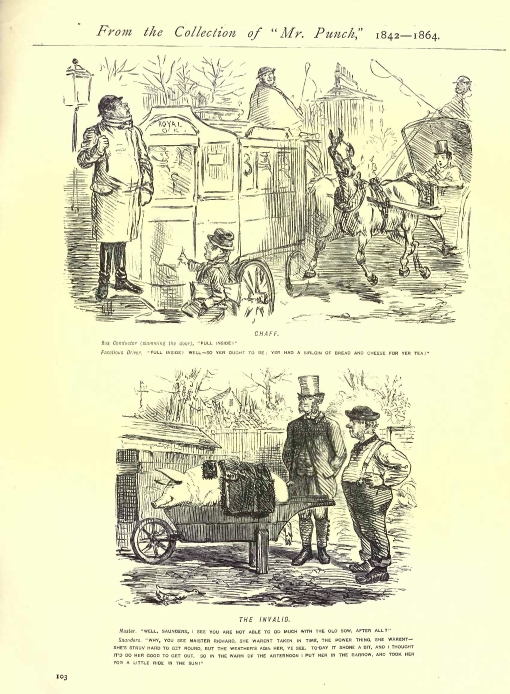 From the Collection of "Mr. Punch," 1842—1864.
ROYAL
CHAFF.
Bus Conductor (slamming the door). "FULL INSIDE!"
Facetious Driver. "FULL INSIDE! WELL—SO YER OUGHT TO BE; YER HAD A SIRLOIN OF BREAD AND CHEESE FOR YER TEA!"
THE INVALID.
Master. "WELL, SAUNDERS, I SEE YOU ARE NOT ABLE TO DO MUCH WITH THE OLD SOW, AFTER ALL?"
Saunders. "WHY, YOU SEE MAISTER RICHARD, SHE WARENT TAKEN IN TIME, THE POWER THING, SHE WARENT—
SHE'S STRUV HARD TO GET ROUND, BUT THE WEATHER'S AGIN HER, YE SEE. TO-DAY IT SHONE A BIT, AND I THOUGHT
IT'D DO HER GOOD TO GET OUT. SO IN THE WARM OF THE ARTERNOON I PUT HER IN THE BARROW, AND TOOK HER
FOR A LITTLE RIDE IN THE SUN!"
103